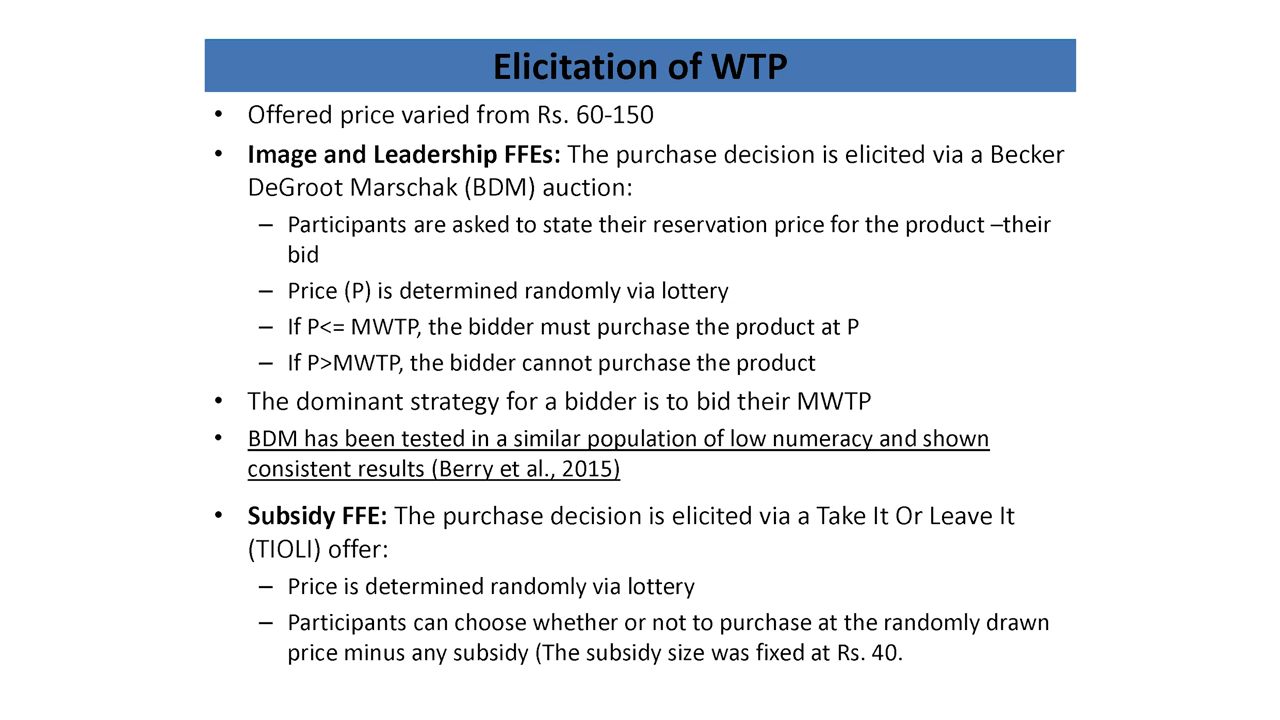 Elicitation of WTP
• Offered price varied from Rs. 60-150
• Image and Leadership FFEs: The purchase decision is elicited via a Becker
DeGroot Marschak (BDM) auction:
– Participants are asked to state their reservation price for the product –their
bid
– Price (P) is determined randomly via lottery
– If P<= MWTP, the bidder must purchase the product at P
– If P>MWTP, the bidder cannot purchase the product
• The dominant strategy for a bidder is to bid their MWTP
• BDM has been tested in a similar population of low numeracy and shown
consistent results (Berry et al., 2015)
• Subsidy FFE: The purchase decision is elicited via a Take It Or Leave It
(TIOLI) offer:
– Price is determined randomly via lottery
– Participants can choose whether or not to purchase at the randomly drawn
price minus any subsidy (The subsidy size was fixed at Rs. 40.